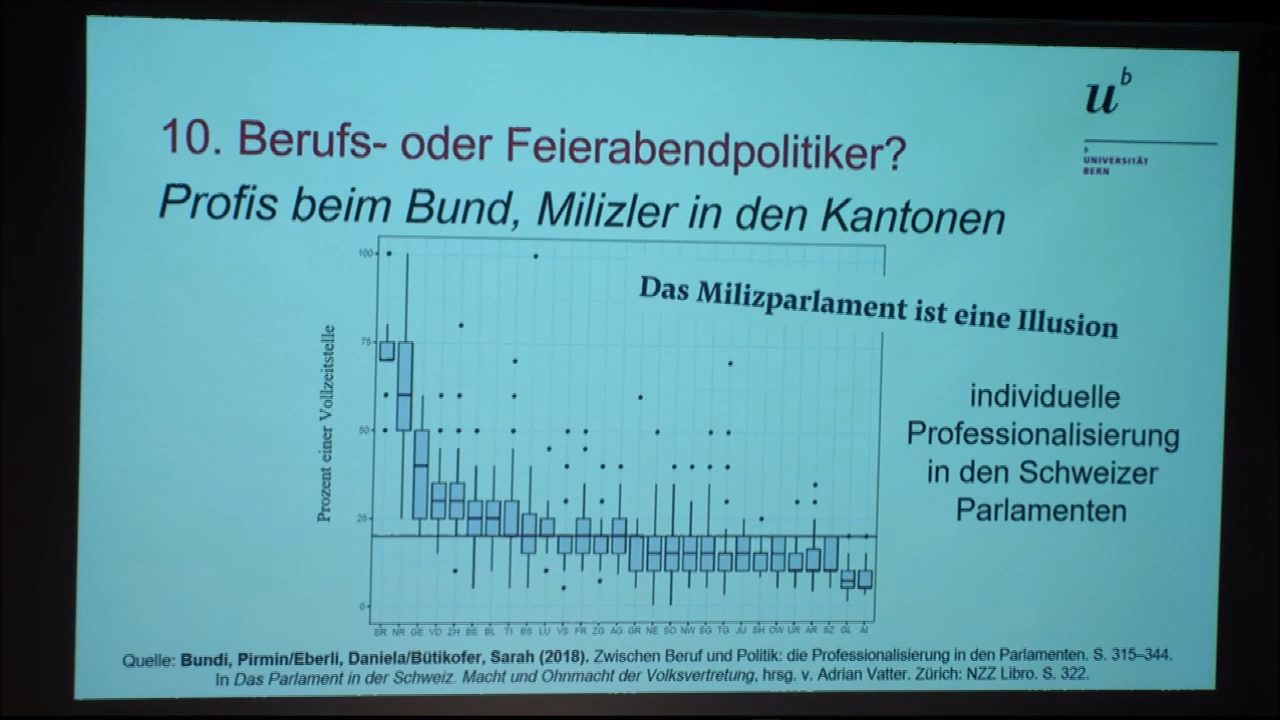 u^b
b
UNIVERSITÄT
BERN
10. Berufs- oder Feierabendpolitiker?
Profis beim Bund, Milizler in den Kantonen
Das Milizparlament ist eine Illusion
Prozent einer Vollzeitstelle
100
75
50
25
0
SR NR GE VD ZH BE BL TI BS LU VS FR ZG AG GR NE SO NW SG TG JU SH OW UR AR SZ GL AI
individuelle
Professionalisierung
in den Schweizer
Parlamenten
Quelle: Bundi, Pirmin/Eberli, Daniela/Bütikofer, Sarah (2018). Zwischen Beruf und Politik: die Professionalisierung in den Parlamenten. S. 315–344.
In Das Parlament in der Schweiz. Macht und Ohnmacht der Volksvertretung, hrsg. v. Adrian Vatter. Zürich: NZZ Libro. S. 322.